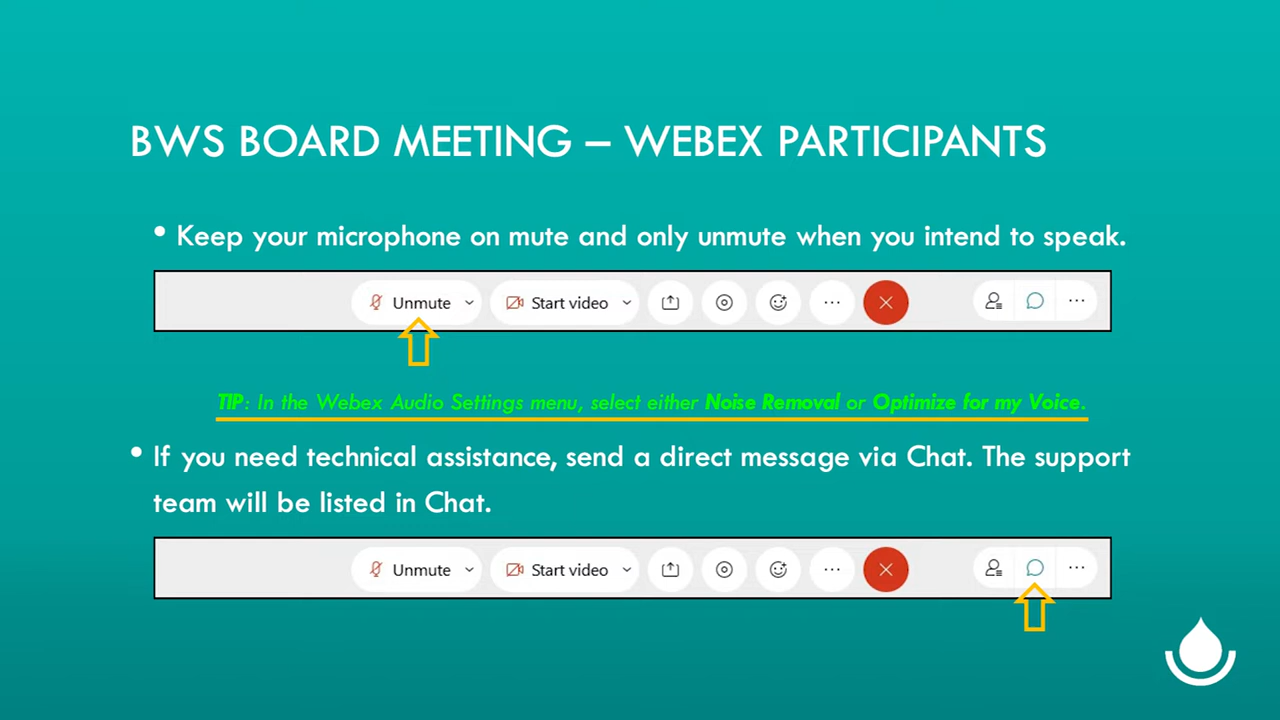 BWS BOARD MEETING – WEBEX PARTICIPANTS
• Keep your microphone on mute and only unmute when you intend to speak.
Unmute Start video
TIP: In the Webex Audio Settings menu, select either Noise Removal or Optimize for my Voice.
• If you need technical assistance, send a direct message via Chat. The support
team will be listed in Chat.
Unmute Start video